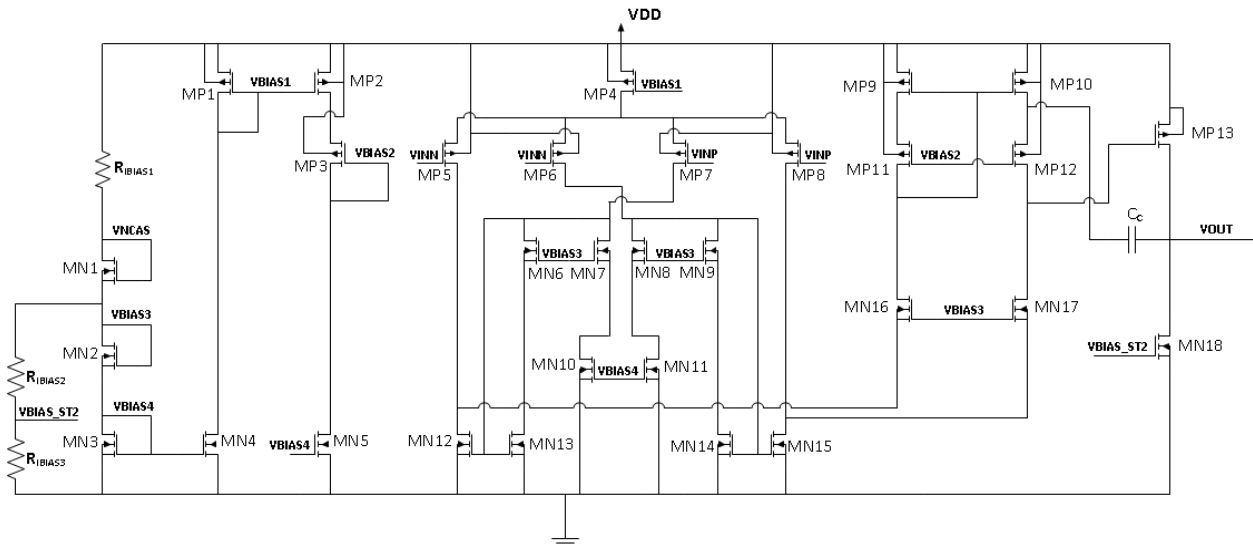 VDD
VBIAS1
MP2
MP1
VBIAS1
MP4
MP9
MP10
MP13
RIBIAS1
VBIAS2
MP3
VINN
MP5
VINN
MP6
VINP
MP7
VINP
MP8
VBIAS2
MP11
MP12
CC
VOUT
VNCAS
MN1
VBIAS3
MN6
MN7
VBIAS3
MN8
MN9
VBIAS3
MN2
MN16
VBIAS3
MN17
RIBIAS2
MN10
VBIAS4
MN11
VBIAS_ST2
MN18
VBIAS_ST2
VBIAS4
RIBIAS3
MN3
MN4
VBIAS4
MN5
MN12
MN13
MN14
MN15